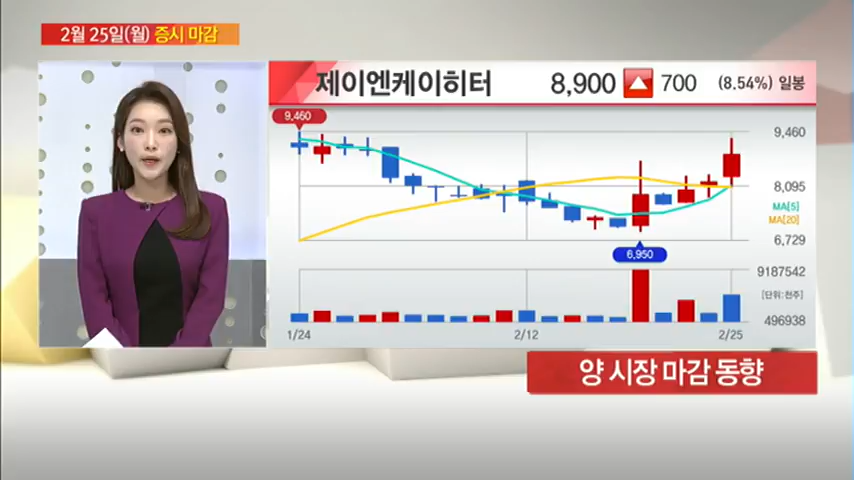 2월 25일(월) 증시 마감
제이엔케이히터 8,900 700 (8.54%) 일봉
9,460
9,460
8,095
MA[5]
MA[20]
6,729
6,950
9187542
[단위:천주]
496938
1/24 2/12 2/25
양 시장 마감 동향